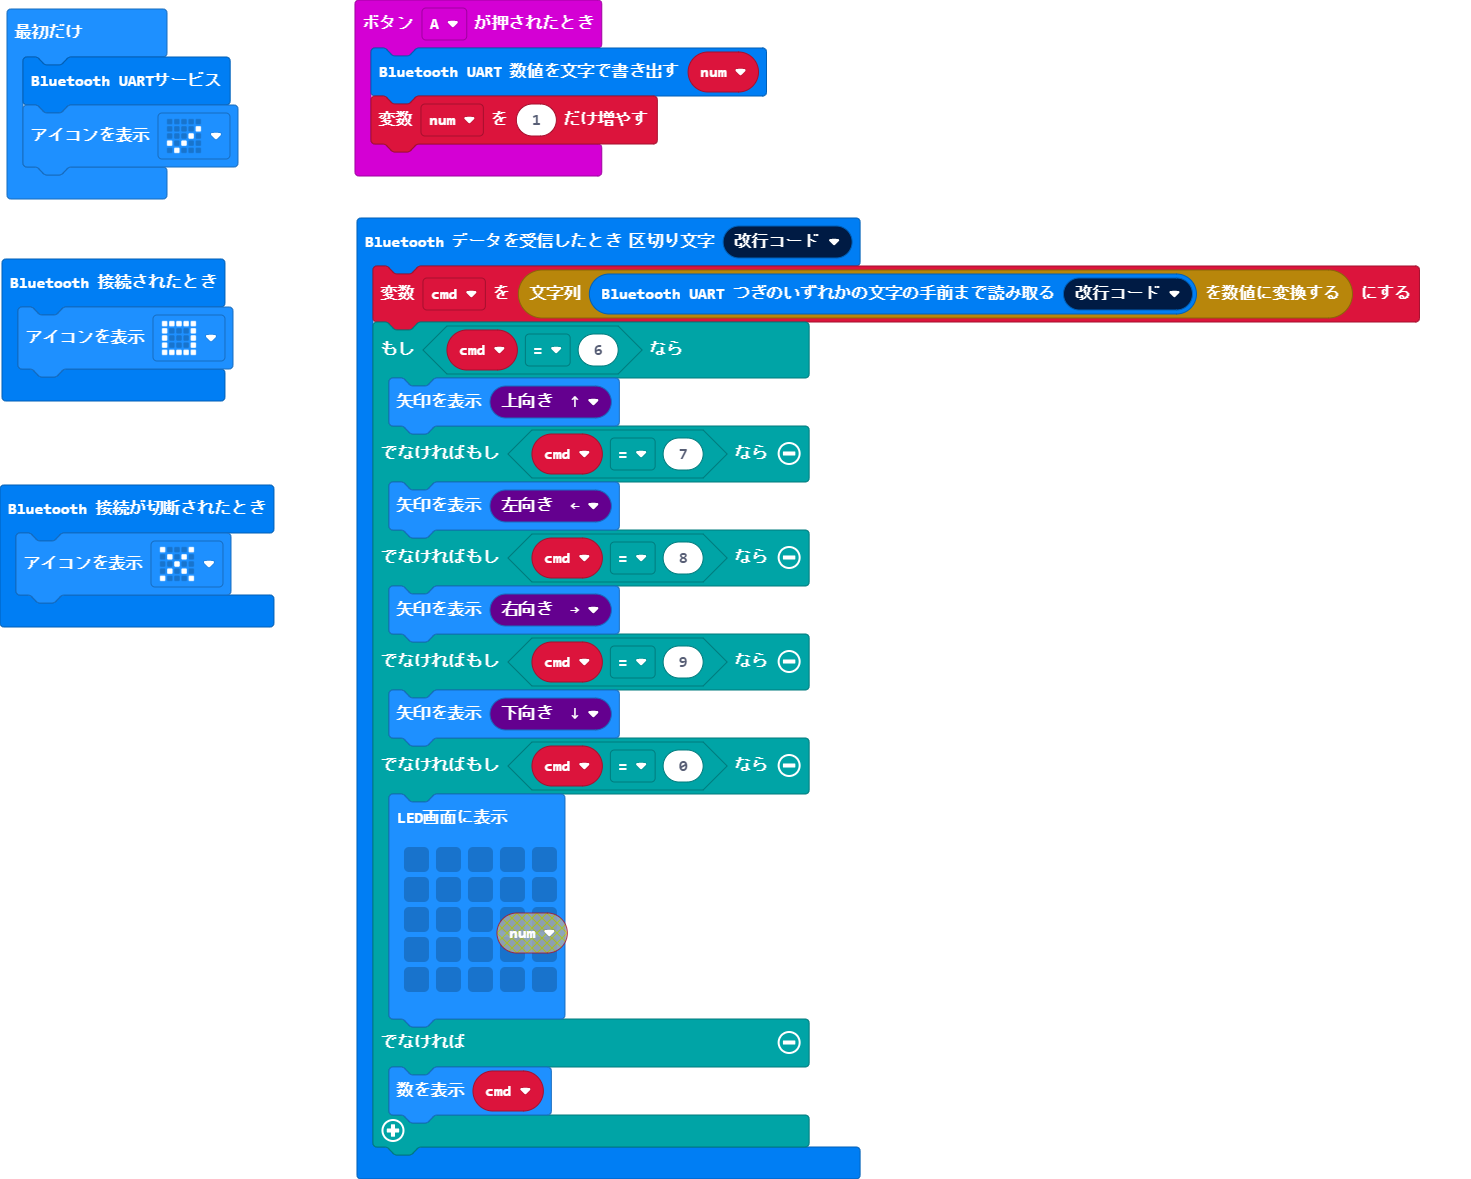 最初だけ
Bluetooth UARTサービス
アイコンを表示
Bluetooth 接続されたとき
アイコンを表示
Bluetooth 接続が切断されたとき
アイコンを表示
ボタン A が押されたとき
Bluetooth UART 数値を文字で書き出す num
変数 num を 1 だけ増やす
Bluetooth データを受信したとき 区切り文字 改行コード
変数 cmd を 文字列 Bluetooth UART つぎのいずれかの文字の手前まで読み取る 改行コード を数値に変換する にする
もし cmd = 6 なら
矢印を表示 上向き ↑
でなければもし cmd = 7 なら
矢印を表示 左向き ←
でなければもし cmd = 8 なら
矢印を表示 右向き →
でなければもし cmd = 9 なら
矢印を表示 下向き ↓
でなければもし cmd = 0 なら
LED画面に表示
num
でなければ
数を表示 cmd